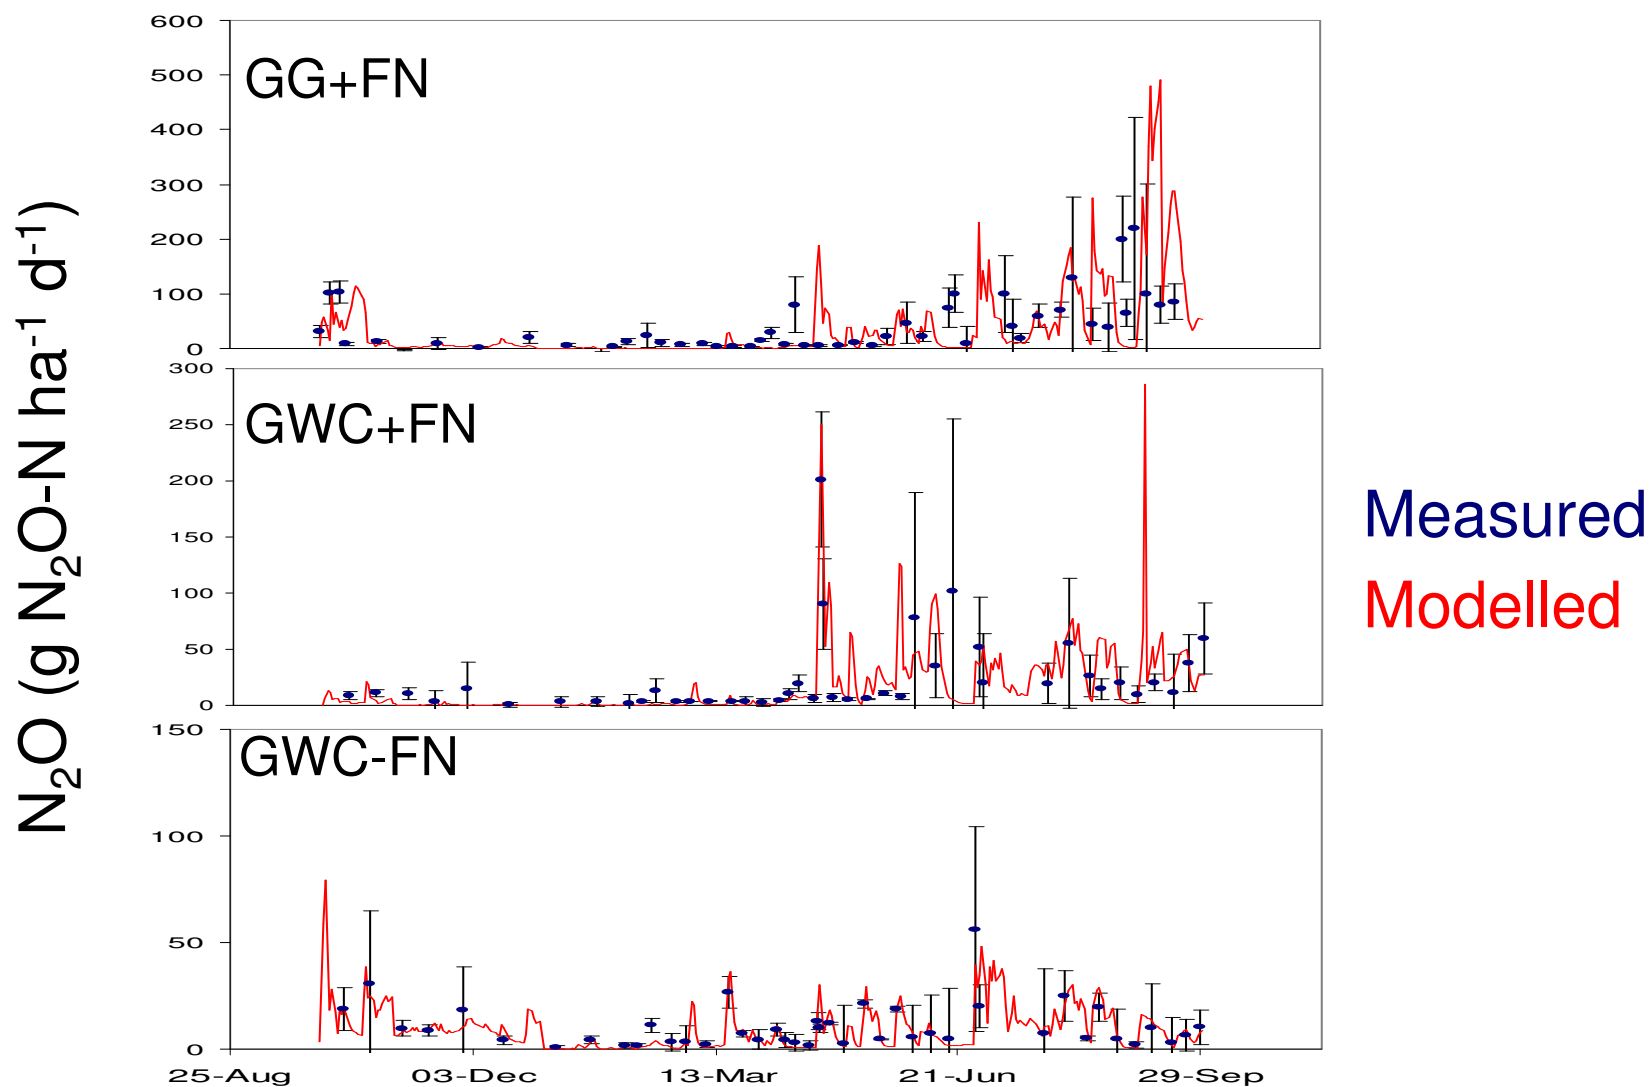 N₂O (g N₂O-N ha⁻¹ d⁻¹)
600
500
400
300
200
100
0
GG+FN
300
250
200
150
100
50
0
GWC+FN
150
100
50
0
GWC-FN
25-Aug 03-Dec 13-Mar 21-Jun 29-Sep
Measured
Modelled